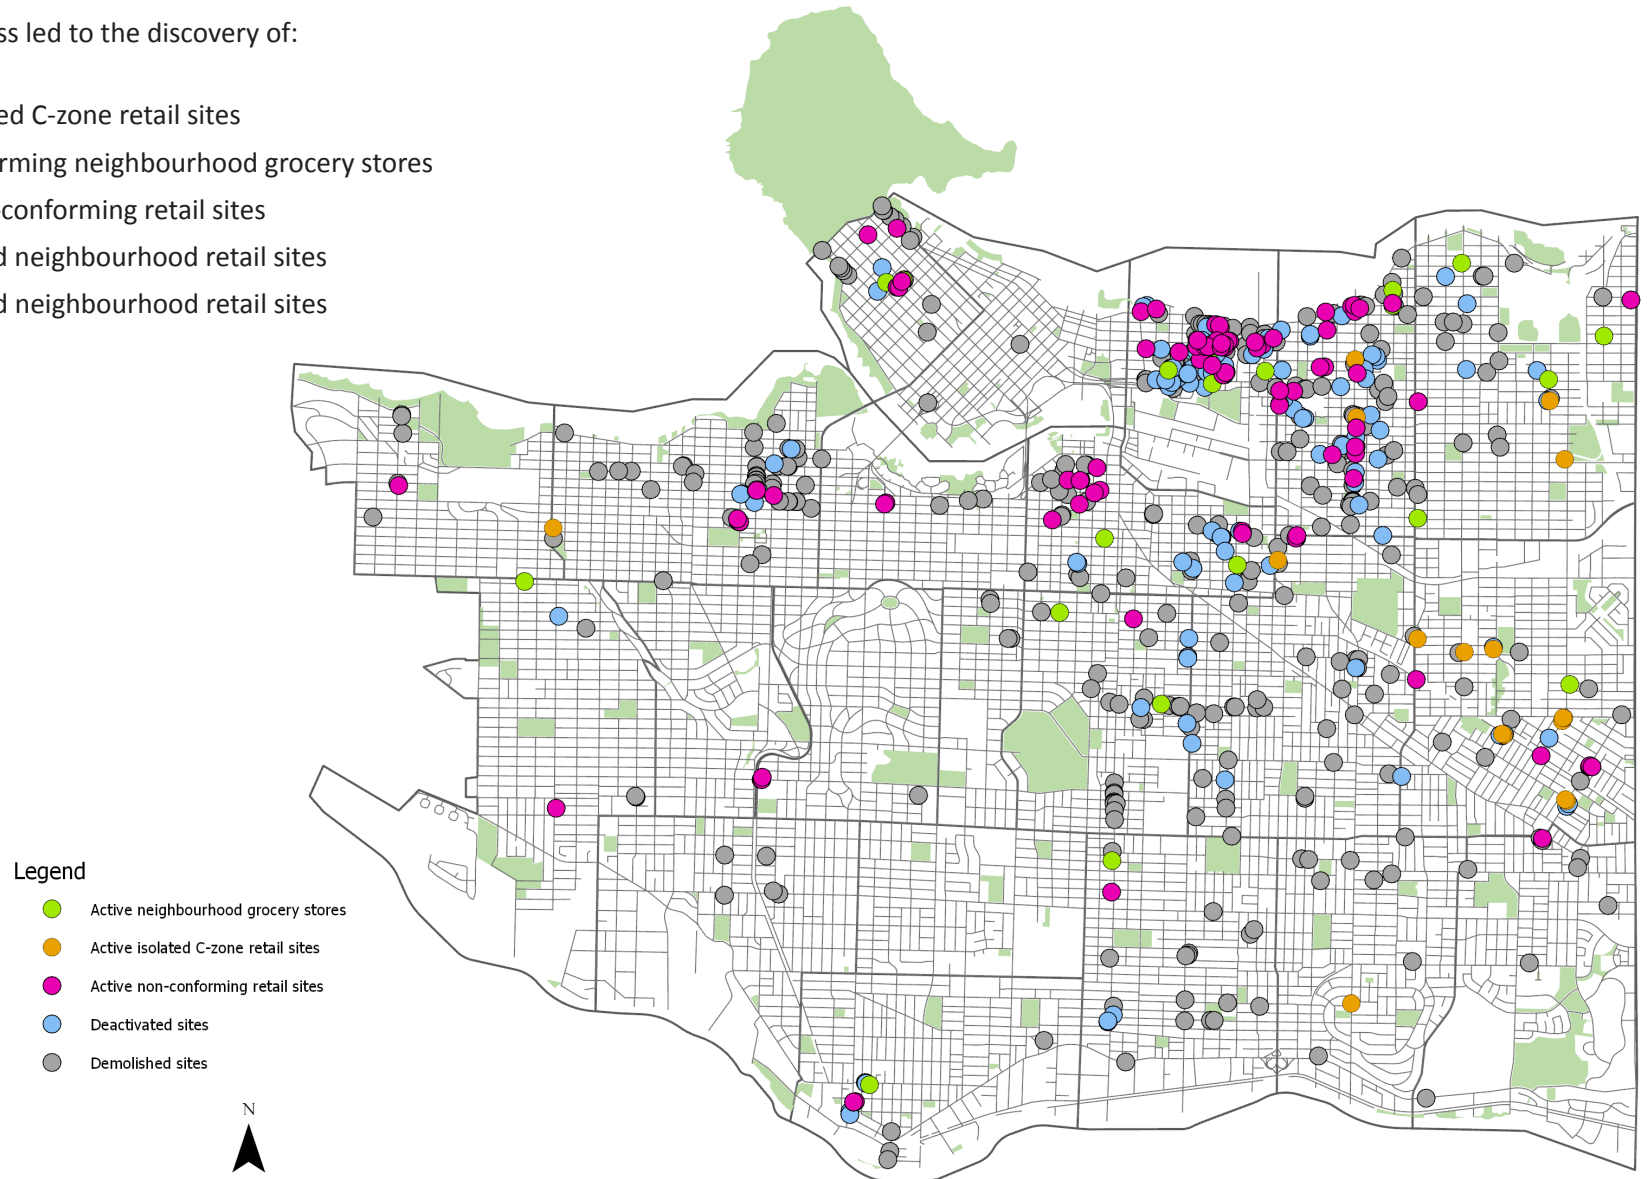 ss led to the discovery of:
ed C-zone retail sites
rming neighbourhood grocery stores
-conforming retail sites
d neighbourhood retail sites
d neighbourhood retail sites
Legend
Active neighbourhood grocery stores
Active isolated C-zone retail sites
Active non-conforming retail sites
Deactivated sites
Demolished sites
N